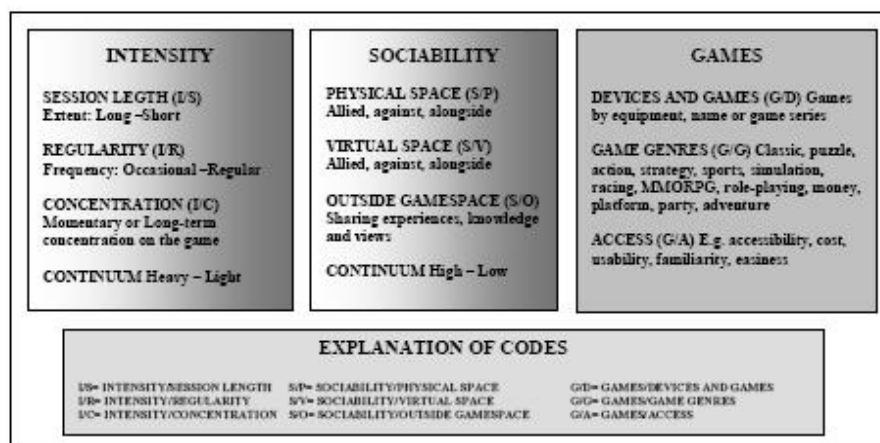 INTENSITY
SESSION LEGTH (I/S)
Extent: Long –Short
REGULARITY (I/R)
Frequency: Occasional –Regular
CONCENTRATION (I/C)
Momentary or Long-term
concentration on the game
CONTINUUM Heavy – Light
SOCIABILITY
PHYSICAL SPACE (S/P)
Allied, against, alongside
VIRTUAL SPACE (S/V)
Allied, against, alongside
OUTSIDE GAMESPACE (S/O)
Sharing experiences, knowledge
and views
CONTINUUM High – Low
GAMES
DEVICES AND GAMES (G/D) Games
by equipment, name or game series
GAME GENRES (G/G) Classic, puzzle,
action, strategy, sports, simulation,
racing, MMORPG, role-playing, money,
platform, party, adventure
ACCESS (G/A) E.g. accessibility, cost,
usability, familiarity, easiness
EXPLANATION OF CODES
I/S= INTENSITY/SESSION LENGTH
I/R= INTENSITY/REGULARITY
I/C= INTENSITY/CONCENTRATION
S/P= SOCIABILITY/PHYSICAL SPACE
S/V= SOCIABILITY/VIRTUAL SPACE
S/O= SOCIABILITY/OUTSIDE GAMESPACE
G/D= GAMES/DEVICES AND GAMES
G/G= GAMES/GAME GENRES
G/A= GAMES/ACCESS